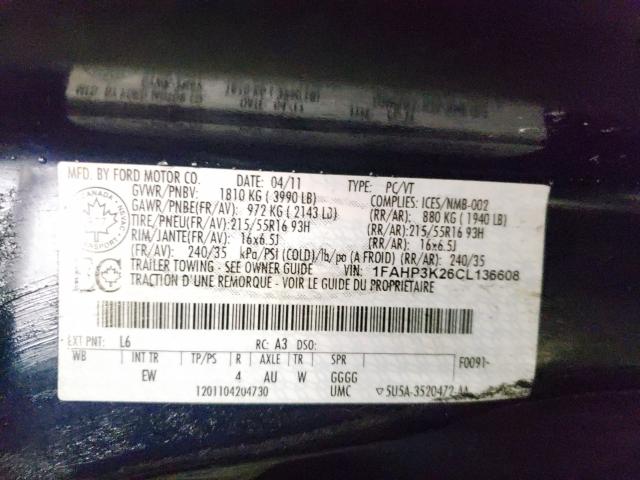 MFD. BY FORD MOTOR CO. DATE: 04/11 TYPE: PC/VT
GVWR/PNBV: 1810 KG ( 3990 LB) COMPLIES: ICES/NMB-002
GAWR/PNBE(FR/AV): 972 KG ( 2143 LB) (RR/AR): 880 KG ( 1940 LB)
TIRE/PNEU(FR/AV): 215/55R16 93H (RR/AR): 215/55R16 93H
RIM/JANTE(FR/AV): 16x6.5J (RR/AR): 16x6.5J
(FR/AV): 240/35 kPa/PSI (COLD)/lb/po (A FROID) (RR/AR): 240/35
TRAILER TOWING - SEE OWNER GUIDE VIN: 1FAHP3K26CL136608
TRACTION D'UNE REMORQUE - VOIR LE GUIDE DU PROPRIETAIRE
CANADA
TRANSPORT
EXT PNT: L6 RC: A3 DSO:
WB INT TR TP/PS R AXLE TR SPR F0091-
EW 4 AU W GGGG
1201104204730 UMC 5U5A-3520472-AA